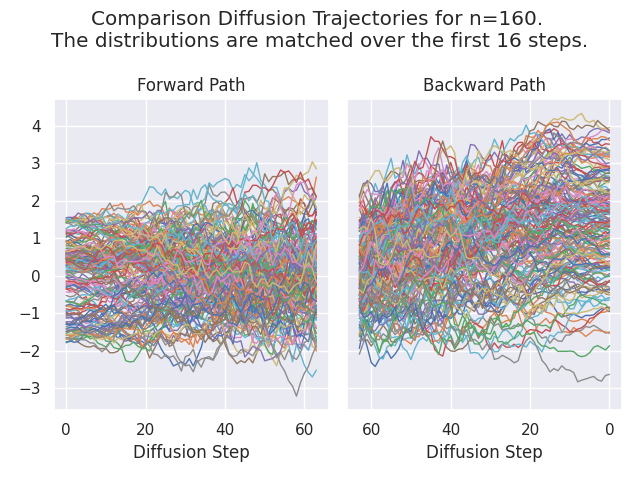 Comparison Diffusion Trajectories for n=160.
The distributions are matched over the first 16 steps.
Forward Path
Backward Path
4
3
2
1
0
−1
−2
−3
0 20 40 60
60 40 20 0
Diffusion Step
Diffusion Step